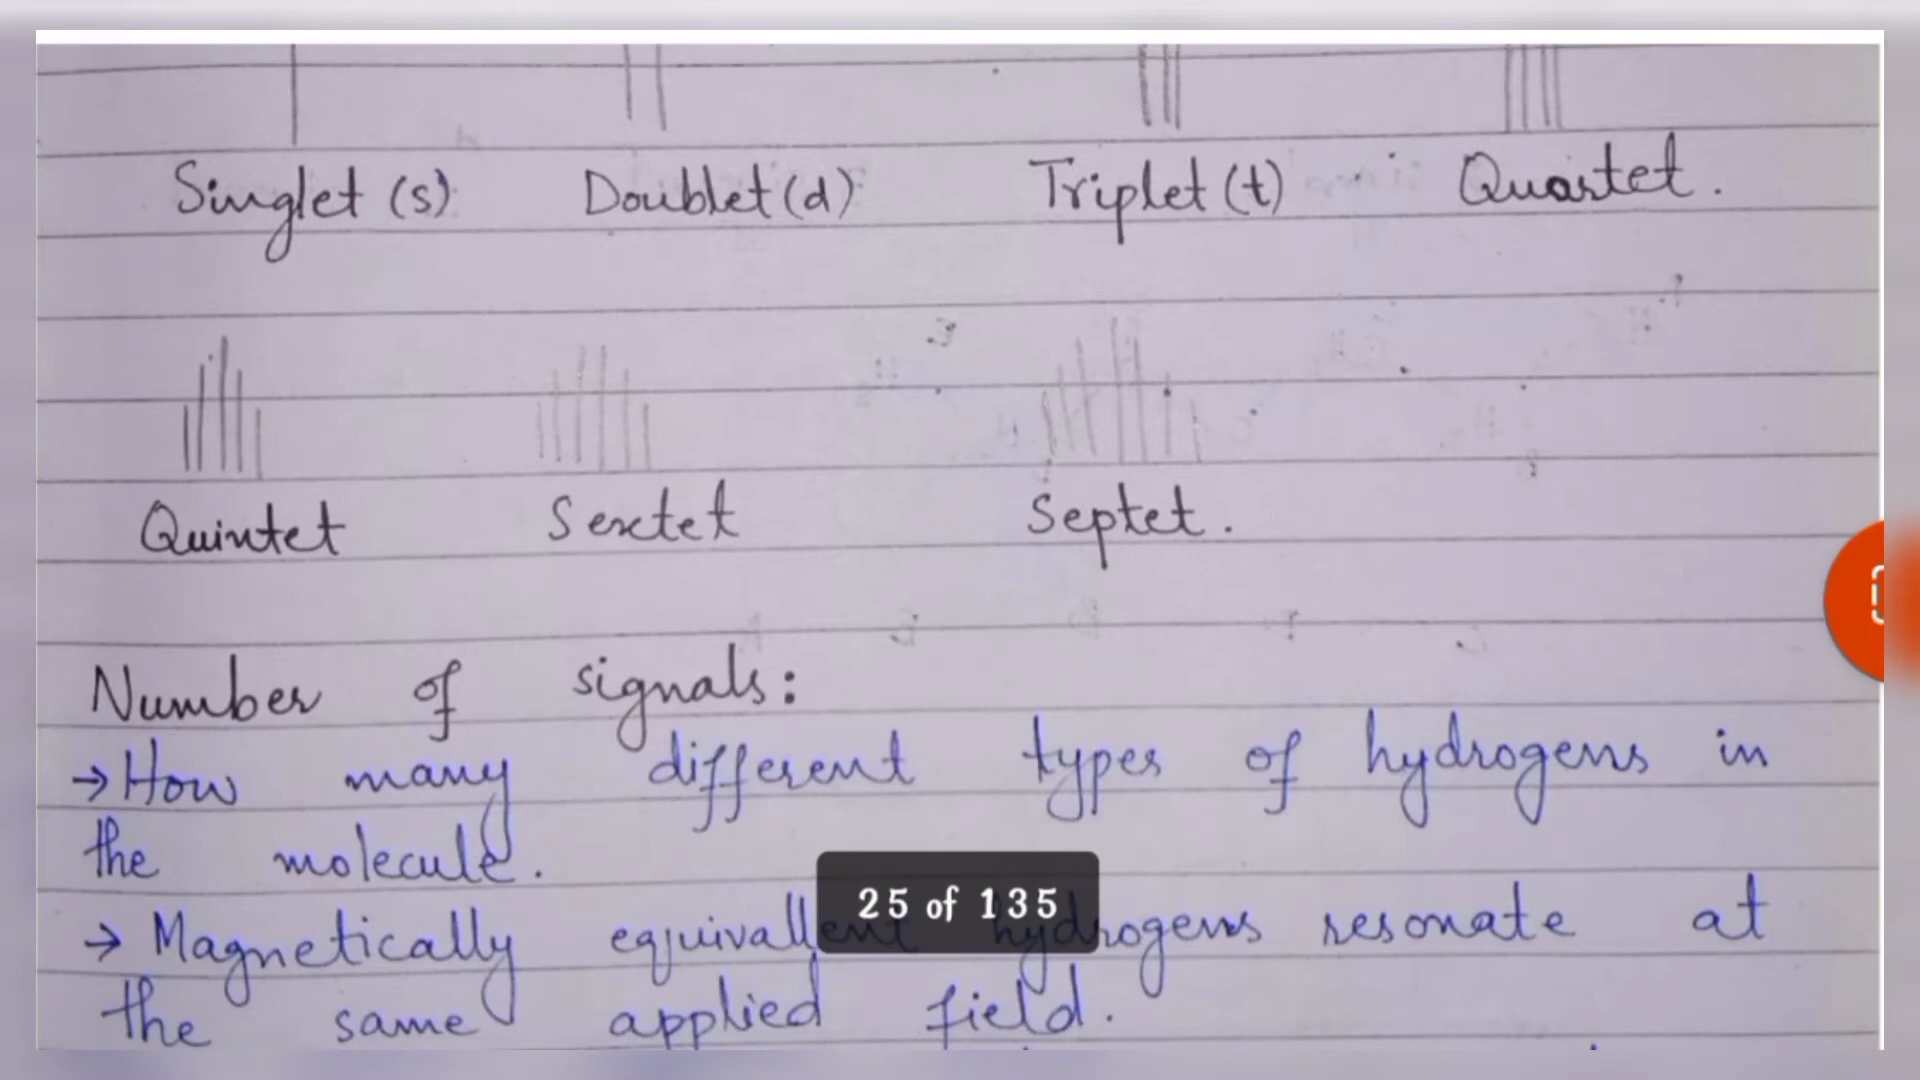 Singlet (s) Doublet (d) Triplet (t) Quartet.
Quintet Sextet Septet.
Number of signals:
→ How many different types of hydrogens in
the molecule.
→ Magnetically equivallent hydrogens resonate at
the same applied field.
25 of 135